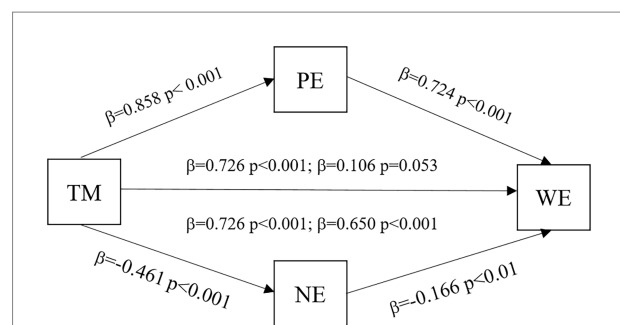 PE
β=0.858 p< 0.001
β=0.724 p<0.001
β=0.726 p<0.001; β=0.106 p=0.053
TM
WE
β=0.726 p<0.001; β=0.650 p<0.001
β=-0.461 p<0.001
NE
β=-0.166 p<0.01